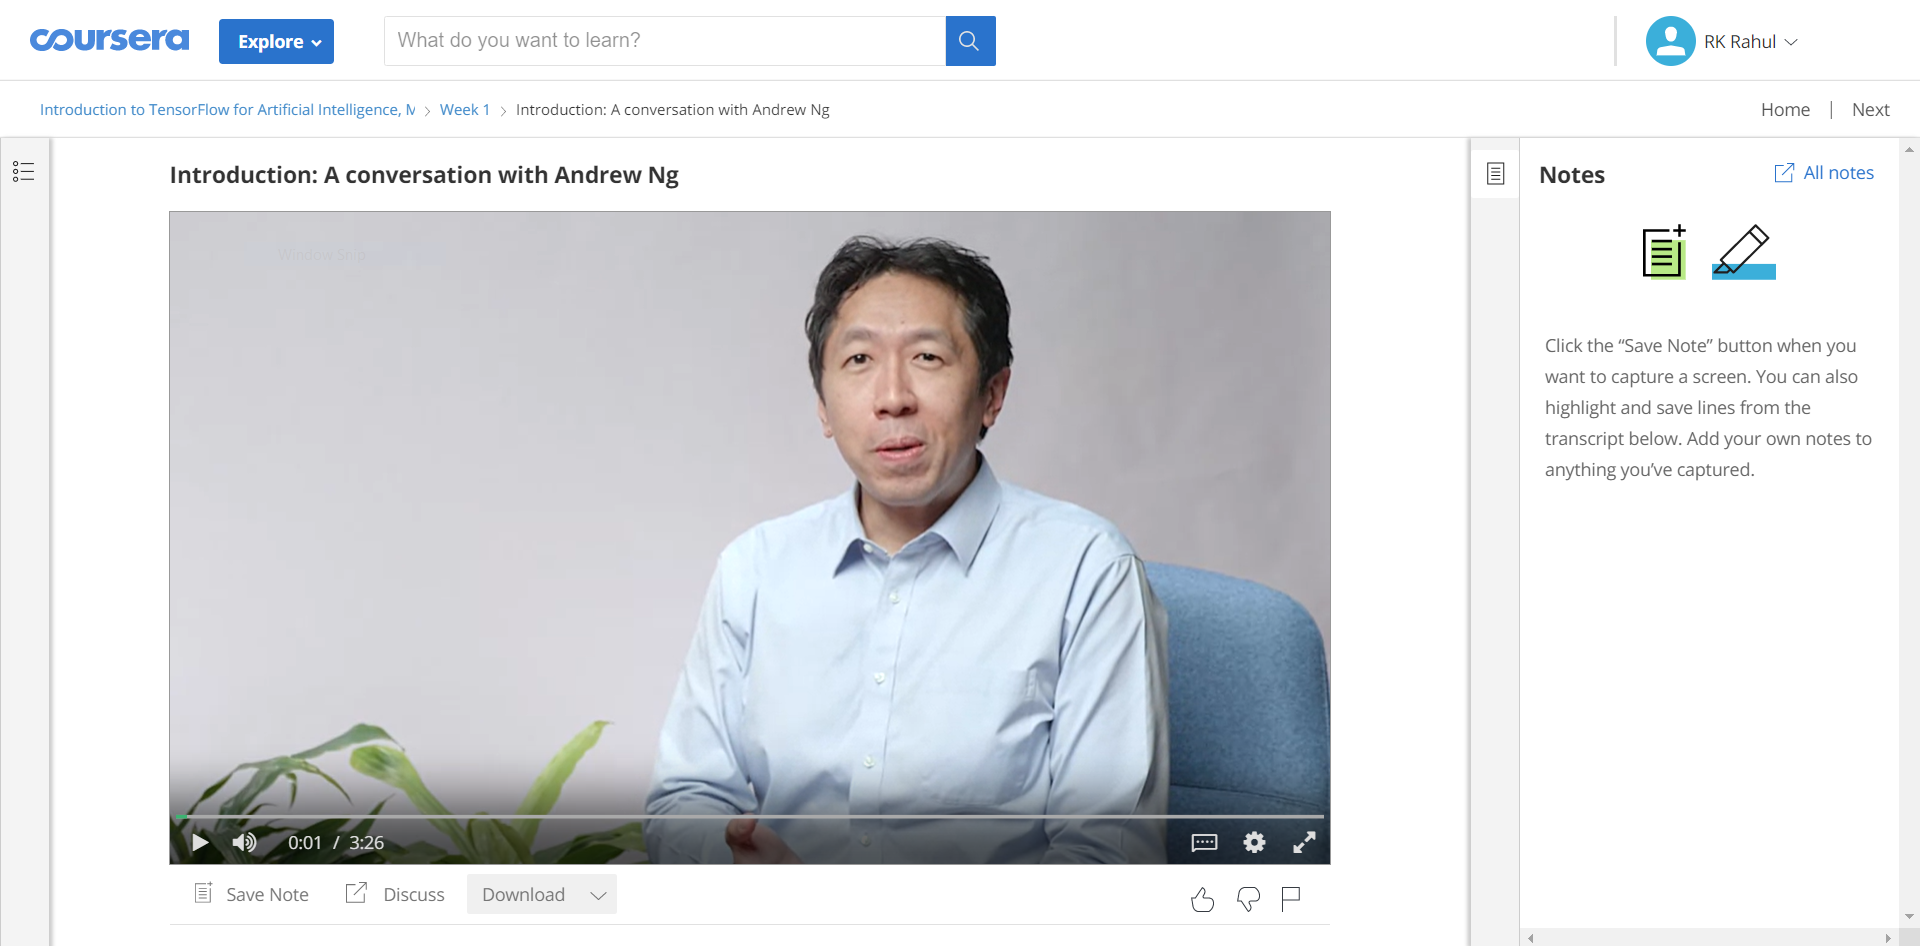 coursera
Explore
What do you want to learn?
RK Rahul
Introduction to TensorFlow for Artificial Intelligence, M
Week 1
Introduction: A conversation with Andrew Ng
Home | Next
Introduction: A conversation with Andrew Ng
Window Snip
0:01 / 3:26
Save Note
Discuss
Download
Notes
All notes
Click the “Save Note” button when you
want to capture a screen. You can also
highlight and save lines from the
transcript below. Add your own notes to
anything you’ve captured.